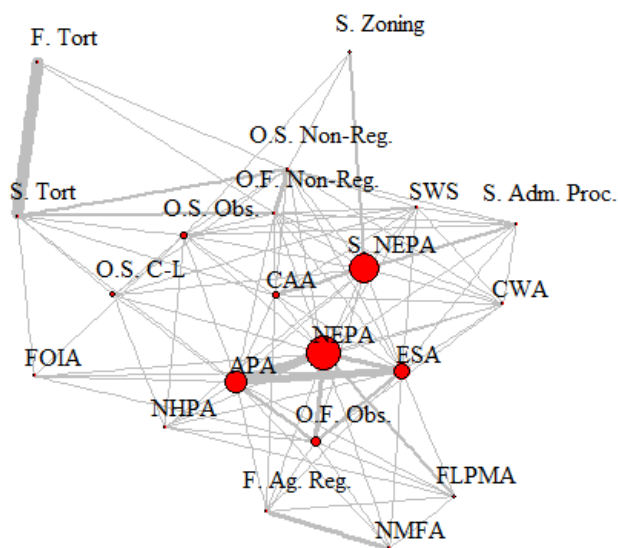 S. Zoning
F. Tort
O.S. Non-Reg.
O.F. Non-Reg.
S. Tort
SWS
S. Adm. Proc.
O.S. Obs.
S. NEPA
O.S. C-L
CAA
CWA
NEPA
FOIA
APA
ESA
NHPA
O.F. Obs.
F. Ag. Reg.
FLPMA
NMFA